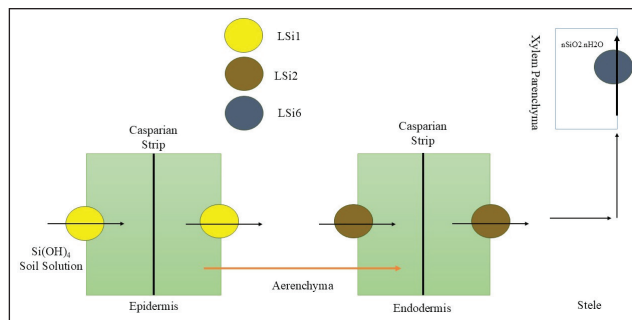 LSi1
LSi2
LSi6
nSiO2.nH2O
Xylem Parenchyma
Casparian
Strip
Casparian
Strip
Si(OH)4
Soil Solution
Epidermis
Aerenchyma
Endodermis
Stele